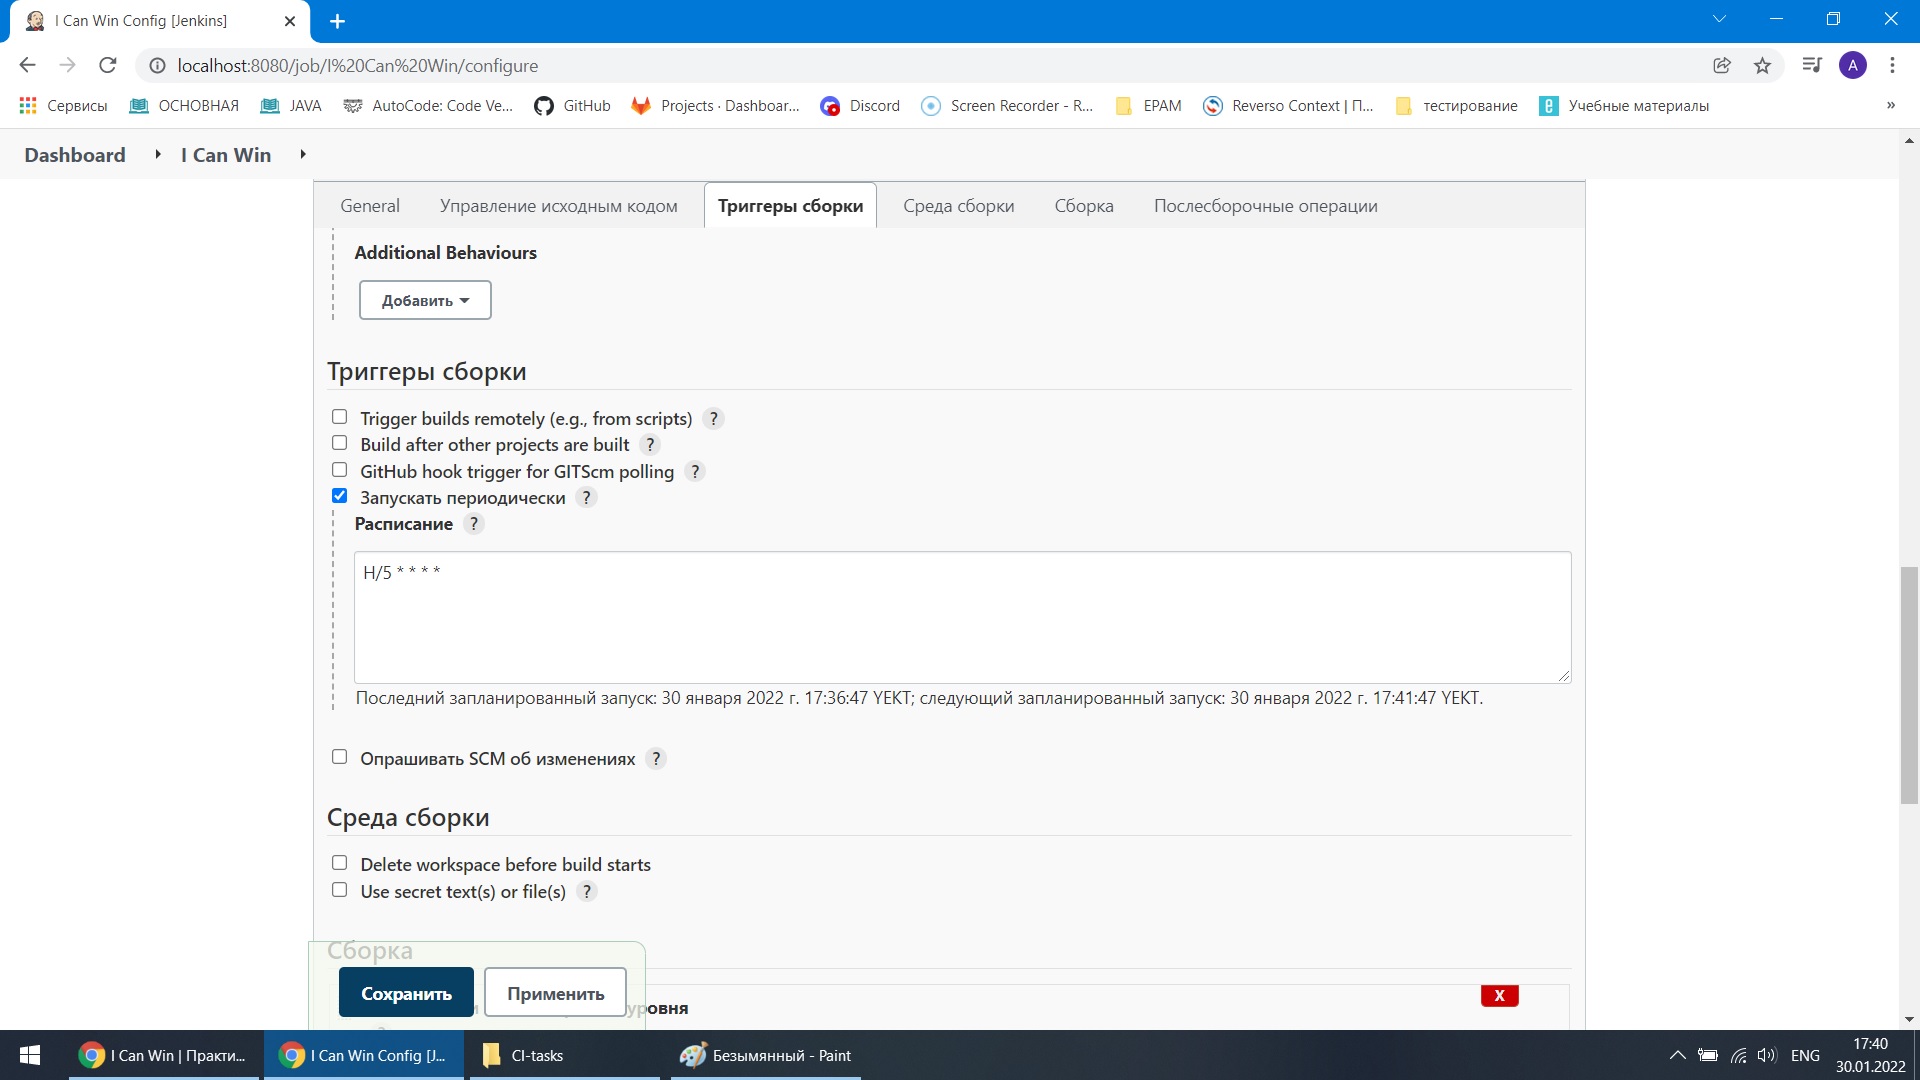 I Can Win Config [Jenkins]
localhost:8080/job/I%20Can%20Win/configure
A
Сервисы ОСНОВНАЯ JAVA AutoCode: Code Ve... GitHub Projects · Dashboar... Discord Screen Recorder - R... EPAM Reverso Context | П... тестирование Учебные материалы »
Dashboard I Can Win
General Управление исходным кодом Триггеры сборки Среда сборки Сборка Послесборочные операции
Additional Behaviours
Добавить
Триггеры сборки
Trigger builds remotely (e.g., from scripts) ?
Build after other projects are built ?
GitHub hook trigger for GITScm polling ?
Запускать периодически ?
Расписание ?
H/5 * * * *
Последний запланированный запуск: 30 января 2022 г. 17:36:47 YEKT; следующий запланированный запуск: 30 января 2022 г. 17:41:47 YEKT.
Опрашивать SCM об изменениях ?
Среда сборки
Delete workspace before build starts
Use secret text(s) or file(s) ?
Сборка
Сохранить Применить
уровня
X
I Can Win | Практи... I Can Win Config [J... CI-tasks Безымянный - Paint ENG
17:40
30.01.2022